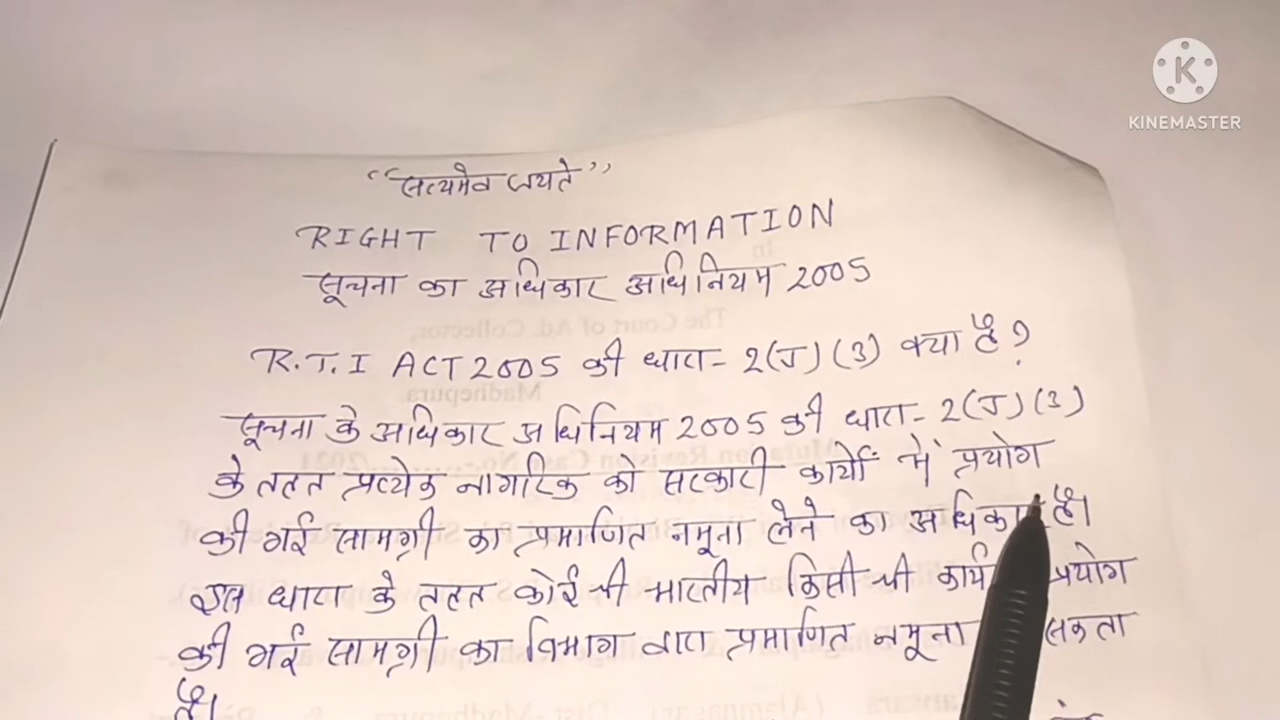 KINEMASTER
"सत्यमेव जयते"
RIGHT TO INFORMATION
सूचना का अधिकार अधिनियम 2005
R.T.I ACT 2005 की धारा- 2(J)(3) क्या है?
सूचना के अधिकार अधिनियम 2005 की धारा- 2(J)(3)
के तहत प्रत्येक नागरिक को सरकारी कार्यों में प्रयोग
की गई सामग्री का प्रमाणित नमूना लेने का अधिकार है।
इस धारा के तहत कोई भी भारतीय किसी भी कार्य प्रयोग
की गई सामग्री का विभाग द्वारा प्रमाणित नमूना सकता
है।